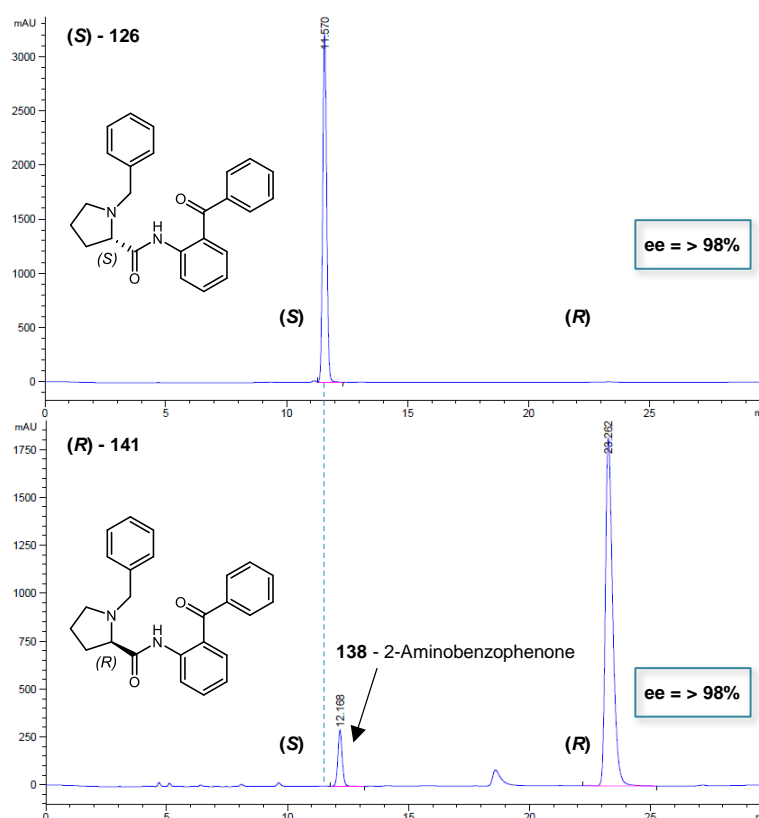 mAU
(S) - 126
11.570
3000
2500
2000
1500
1000
500
0
N
O
H
N
O
(S)
ee = > 98%
(S)
(R)
0
5
10
15
20
25
mAU
(R) - 141
23.262
1750
1500
1250
1000
750
500
250
0
N
O
H
N
O
(R)
138 - 2-Aminobenzophenone
12.168
ee = > 98%
(S)
(R)
0
5
10
15
20
25